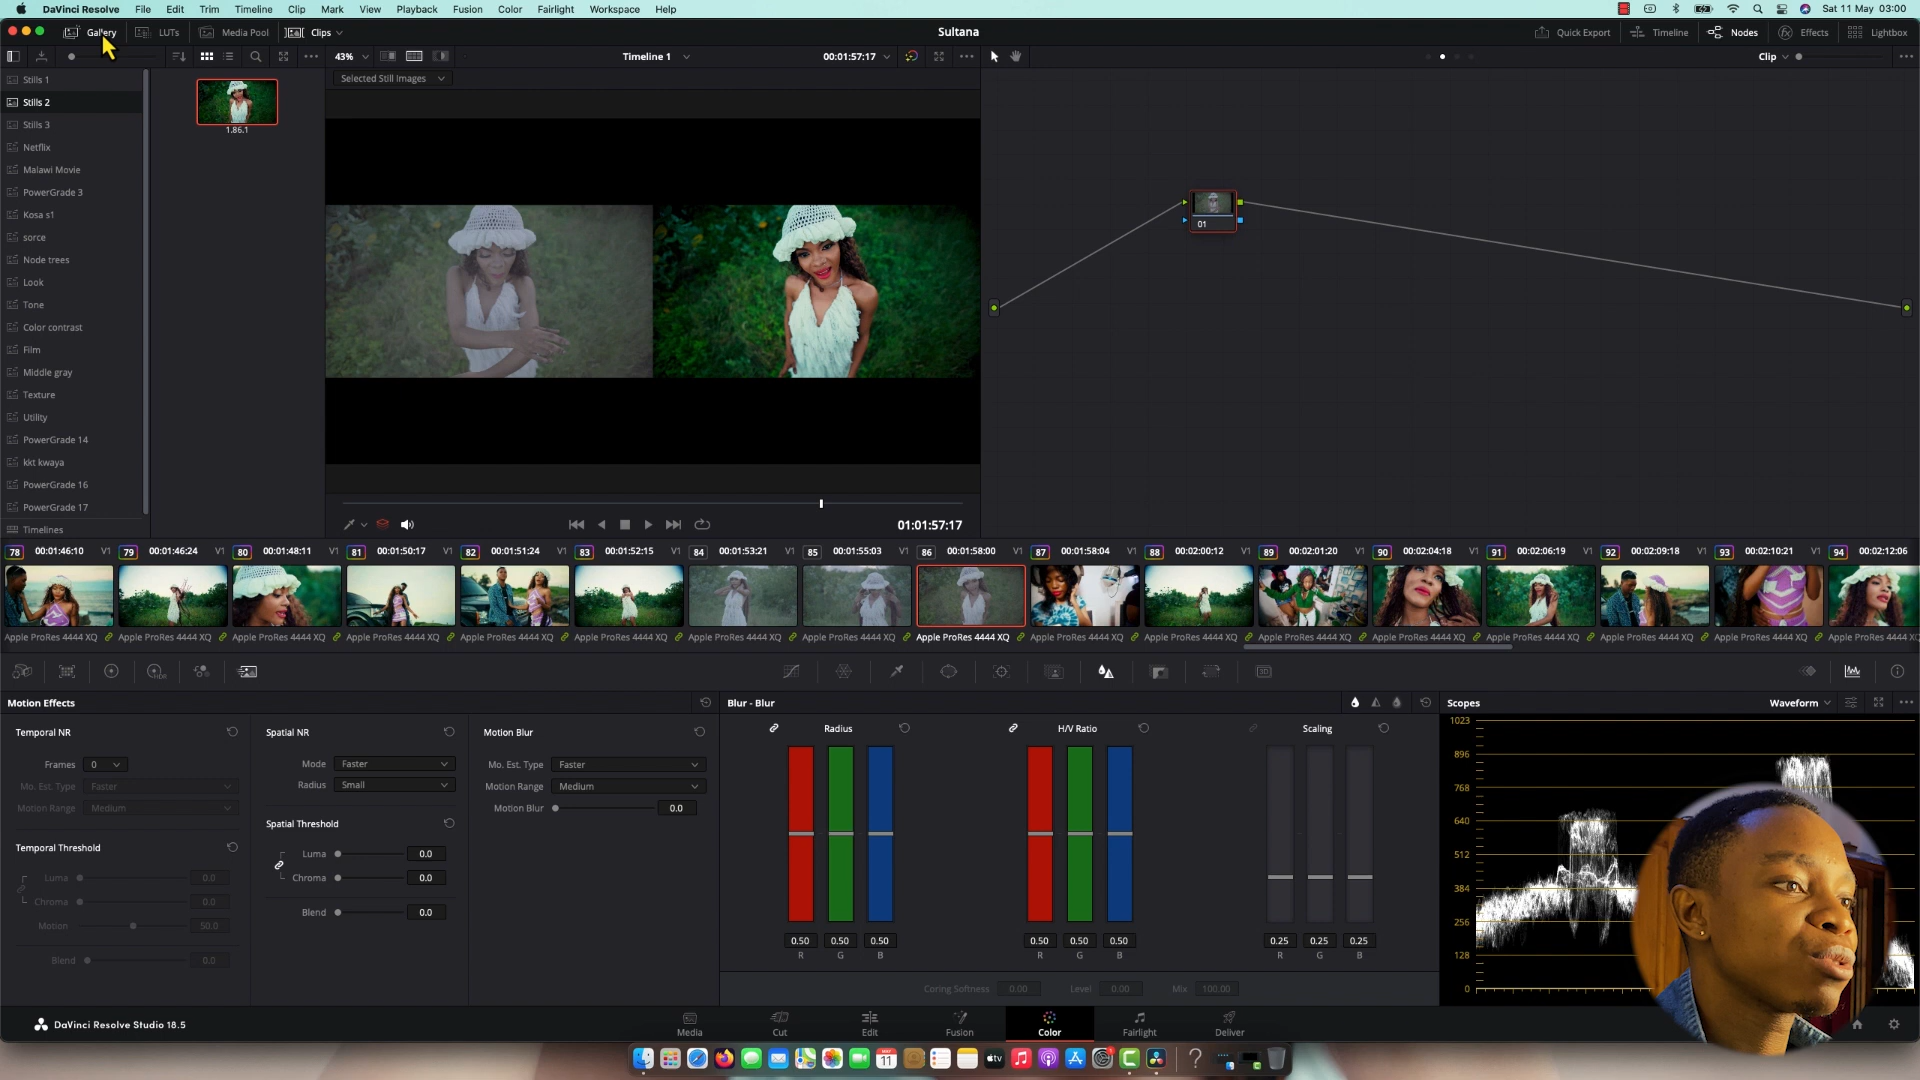 DaVinci Resolve File Edit Trim Timeline Clip Mark View Playback Fusion Color Fairlight Workspace Help Sat 11 May 03:00
Gallery LUTs Media Pool Clips Sultana Quick Export Timeline Nodes Effects Lightbox
43% Timeline 1 00:01:57:17 Clip
Selected Still Images
Stills 1
Stills 2
Stills 3
Netflix
Malawi Movie
PowerGrade 3
Kosa s1
sorce
Node trees
Look
Tone
Color contrast
Film
Middle gray
Texture
Utility
PowerGrade 14
kkt kwaya
PowerGrade 16
PowerGrade 17
Timelines
1.86.1
01
01:01:57:17
78 00:01:46:10 V1 79 00:01:46:24 V1 80 00:01:48:11 V1 81 00:01:50:17 V1 82 00:01:51:24 V1 83 00:01:52:15 V1 84 00:01:53:21 V1 85 00:01:55:03 V1 86 00:01:58:00 V1 87 00:01:58:04 V1 88 00:02:00:12 V1 89 00:02:01:20 V1 90 00:02:04:18 V1 91 00:02:06:19 V1 92 00:02:09:18 V1 93 00:02:10:21 V1 94 00:02:12:06
Apple ProRes 4444 XQ Apple ProRes 4444 XQ Apple ProRes 4444 XQ Apple ProRes 4444 XQ Apple ProRes 4444 XQ Apple ProRes 4444 XQ Apple ProRes 4444 XQ Apple ProRes 4444 XQ Apple ProRes 4444 XQ Apple ProRes 4444 XQ Apple ProRes 4444 XQ Apple ProRes 4444 XQ Apple ProRes 4444 XQ Apple ProRes 4444 XQ Apple ProRes 4444 XQ Apple ProRes 4444 XQ Apple ProRes 4444 XQ
HDR 3D
Motion Effects
Temporal NR
Frames 0
Mo. Est. Type Faster
Motion Range Medium
Temporal Threshold
Luma 0.0
Chroma 0.0
Motion 50.0
Blend 0.0
Spatial NR
Mode Faster
Radius Small
Spatial Threshold
Luma 0.0
Chroma 0.0
Blend 0.0
Motion Blur
Mo. Est. Type Faster
Motion Range Medium
Motion Blur 0.0
Blur - Blur
Radius H/V Ratio Scaling
0.50 0.50 0.50 0.50 0.50 0.50 0.25 0.25 0.25
R G B R G B R G B
Coring Softness 0.00 Level 0.00 Mix 100.00
Scopes Waveform
1023
896
768
640
512
384
256
128
0
DaVinci Resolve Studio 18.5
Media Cut Edit Fusion Color Fairlight Deliver
11
tv